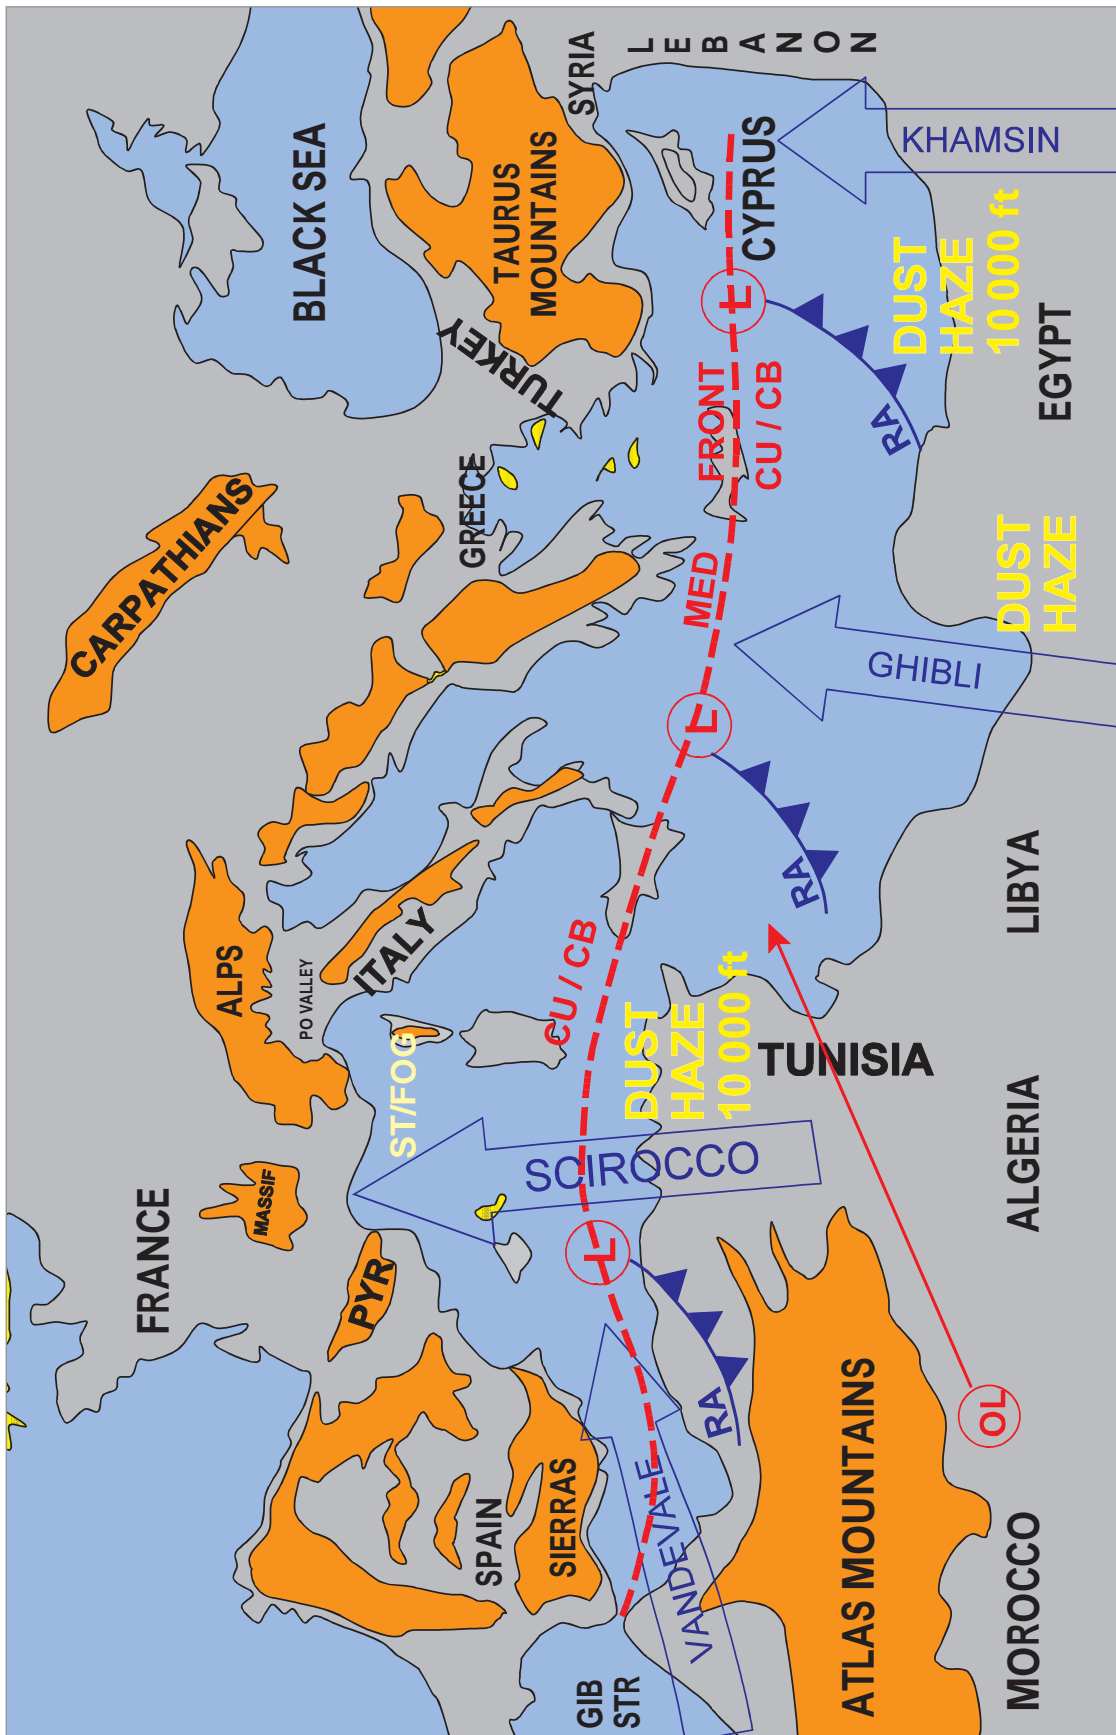 BLACK SEA
CARPATHIANS
TAURUS
MOUNTAINS
SYRIA
LEBANON
TURKEY
GREECE
CYPRUS
KHAMSIN
DUST
HAZE
10 000 ft
EGYPT
L
FRONT
CU / CB
RA
MED
DUST
HAZE
GHIBLI
L
RA
LIBYA
ALPS
PO VALLEY
ITALY
CU / CB
ST/FOG
DUST
HAZE
10 000 ft
TUNISIA
SCIROCCO
ALGERIA
FRANCE
MASSIF
PYR
L
RA
SPAIN
SIERRAS
VANDEVALE
GIB
STR
ATLAS MOUNTAINS
OL
MOROCCO